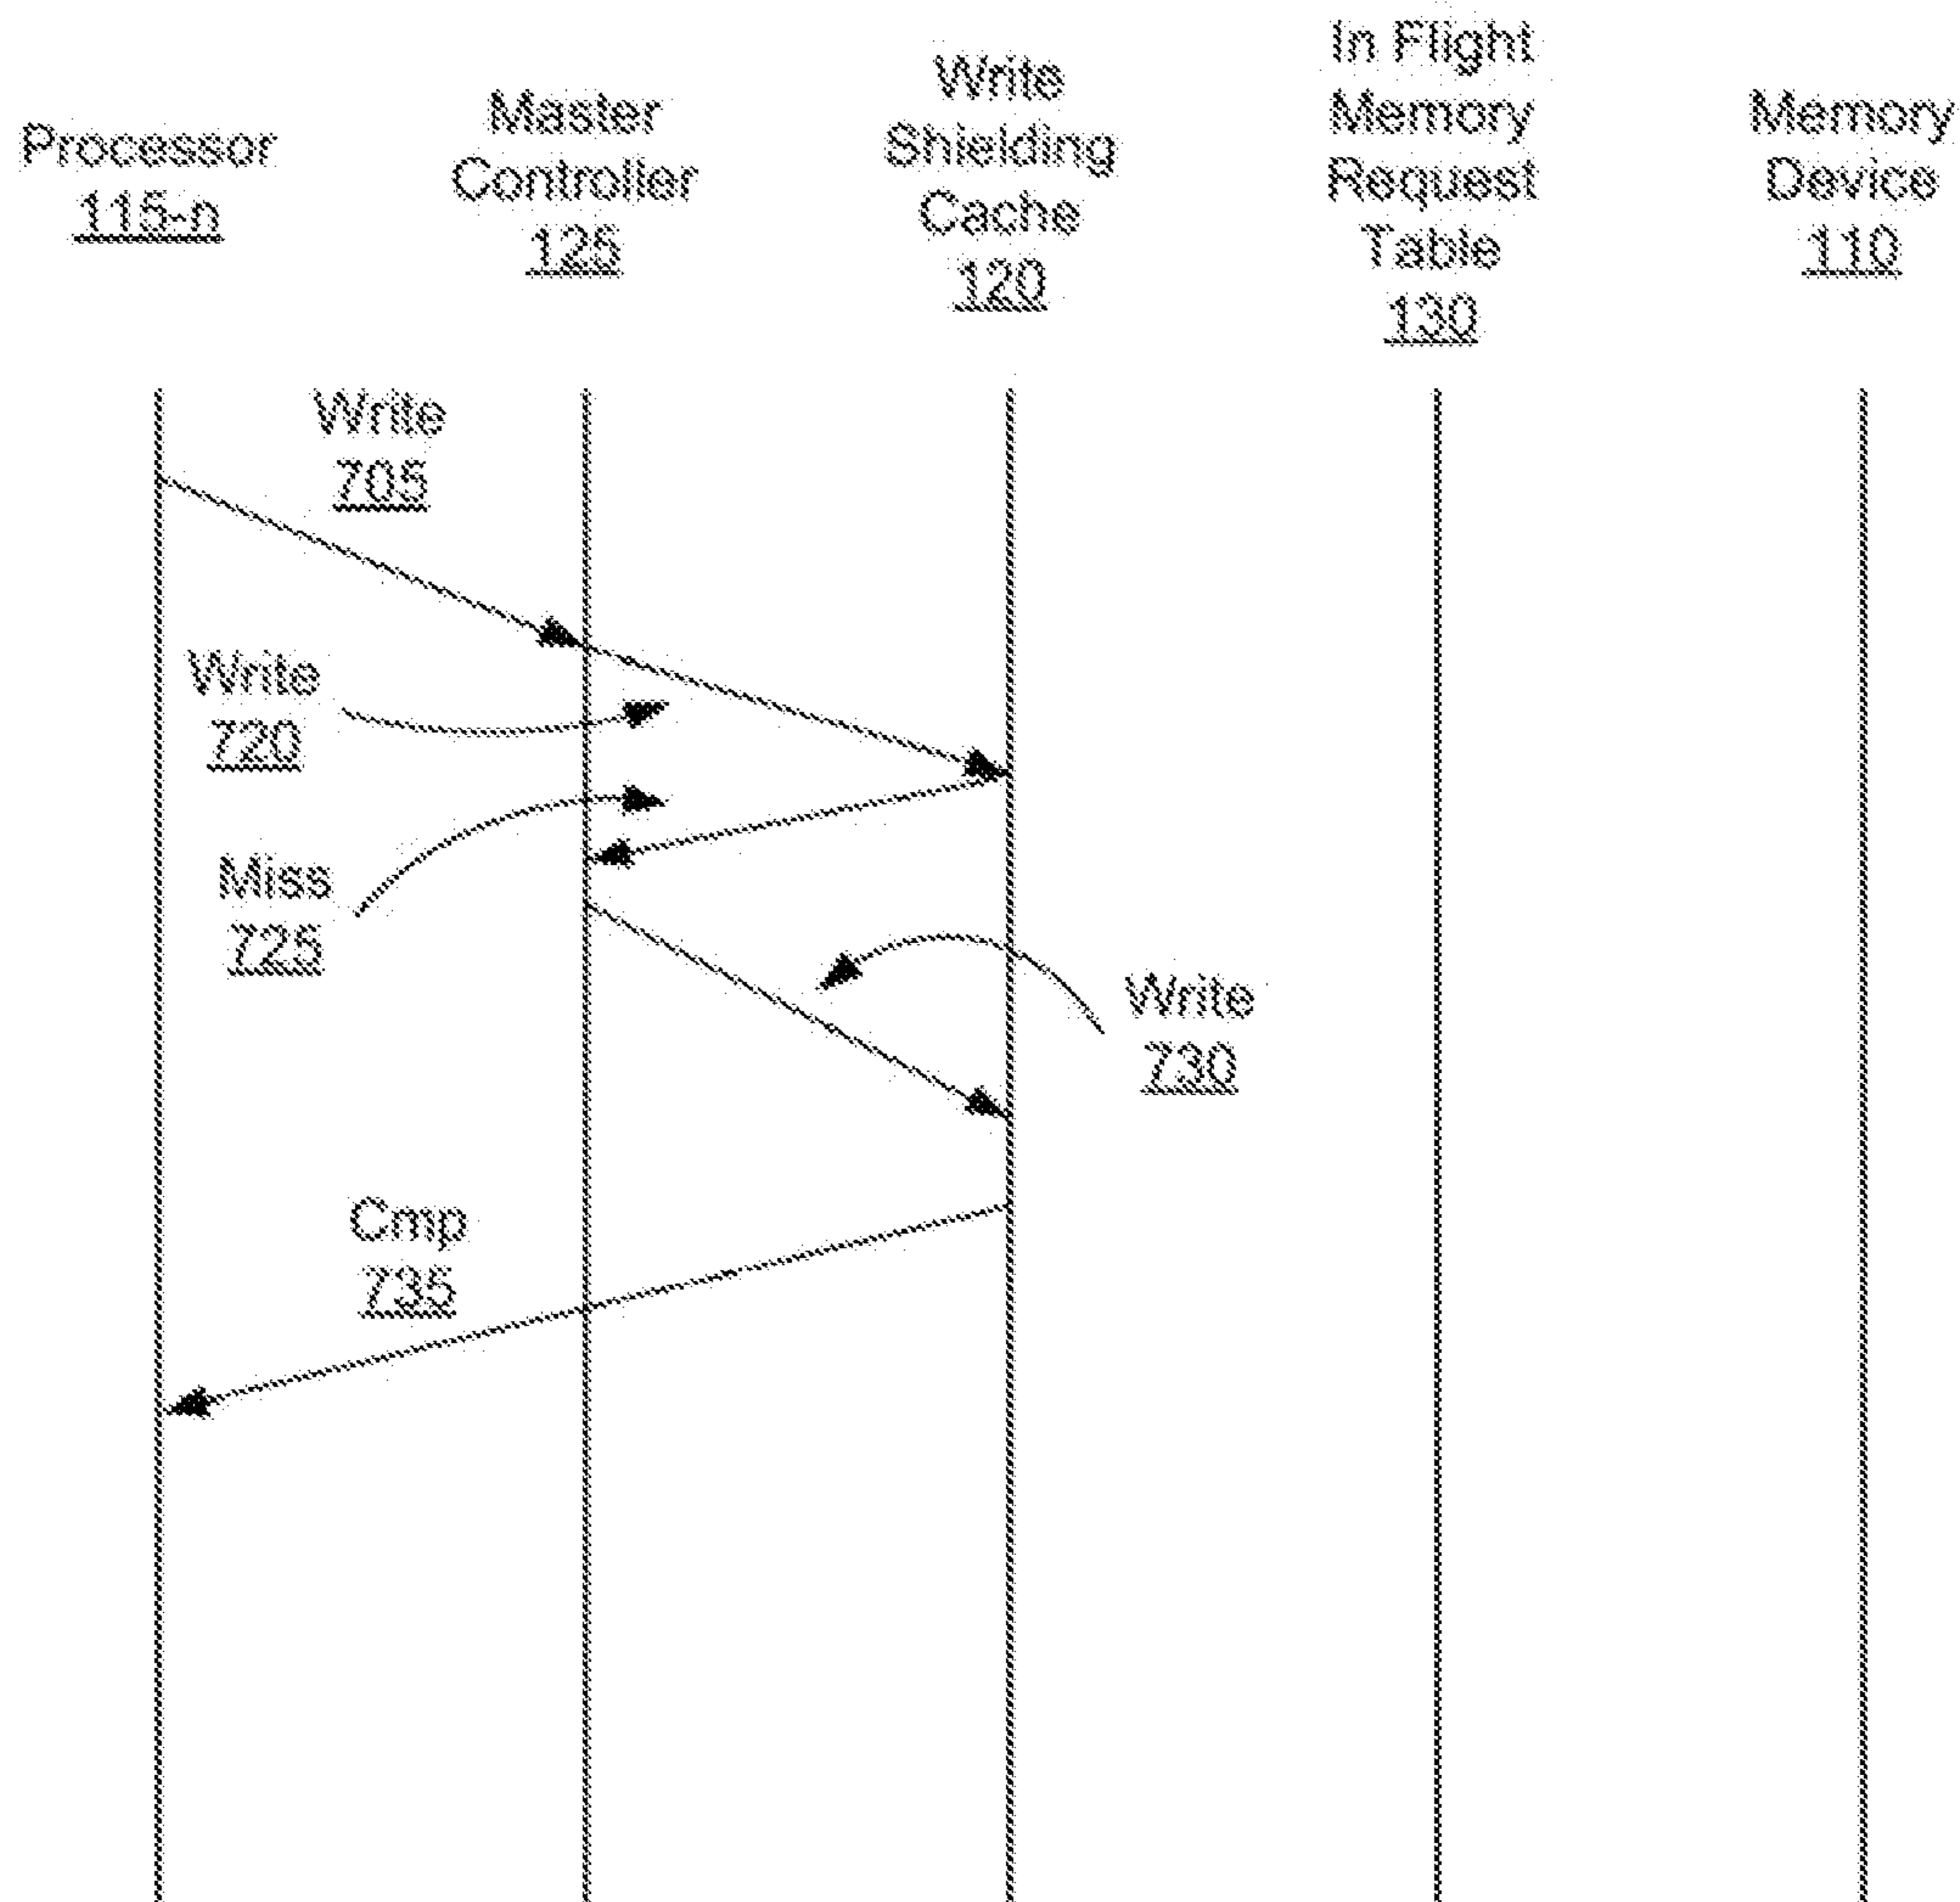 Processor
115-n
Master
Controller
125
Write
Shielding
Cache
120
In Flight
Memory
Request
Table
130
Memory
Device
110
Write
705
Write
720
Miss
725
Write
730
Cmp
735